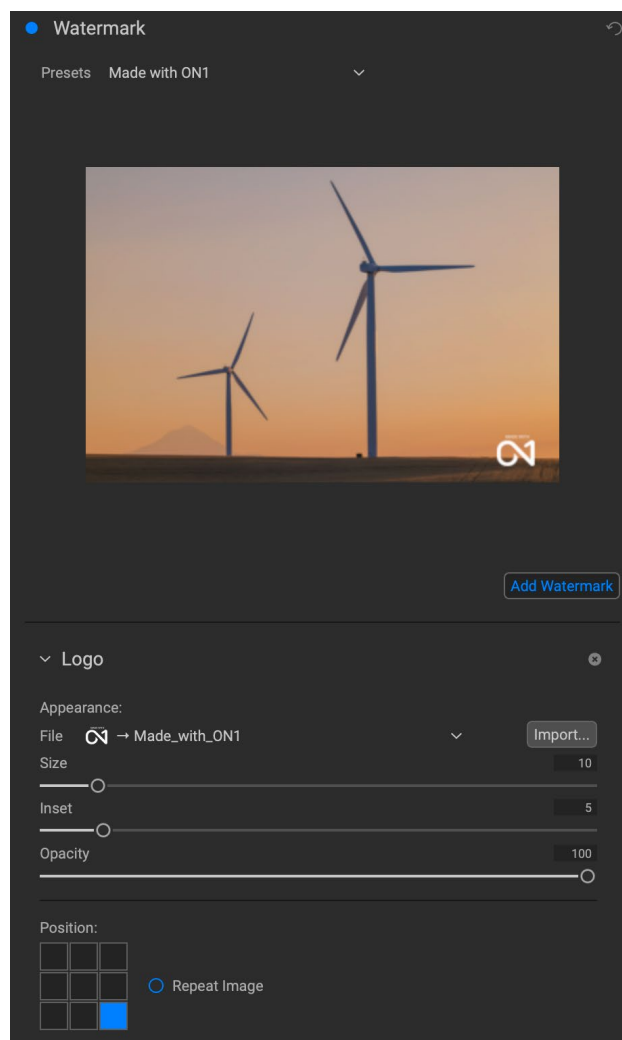 Watermark
Presets Made with ON1
Add Watermark
Logo
Appearance:
File → Made_with_ON1 Import...
Size 10
Inset 5
Opacity 100
Position:
Repeat Image